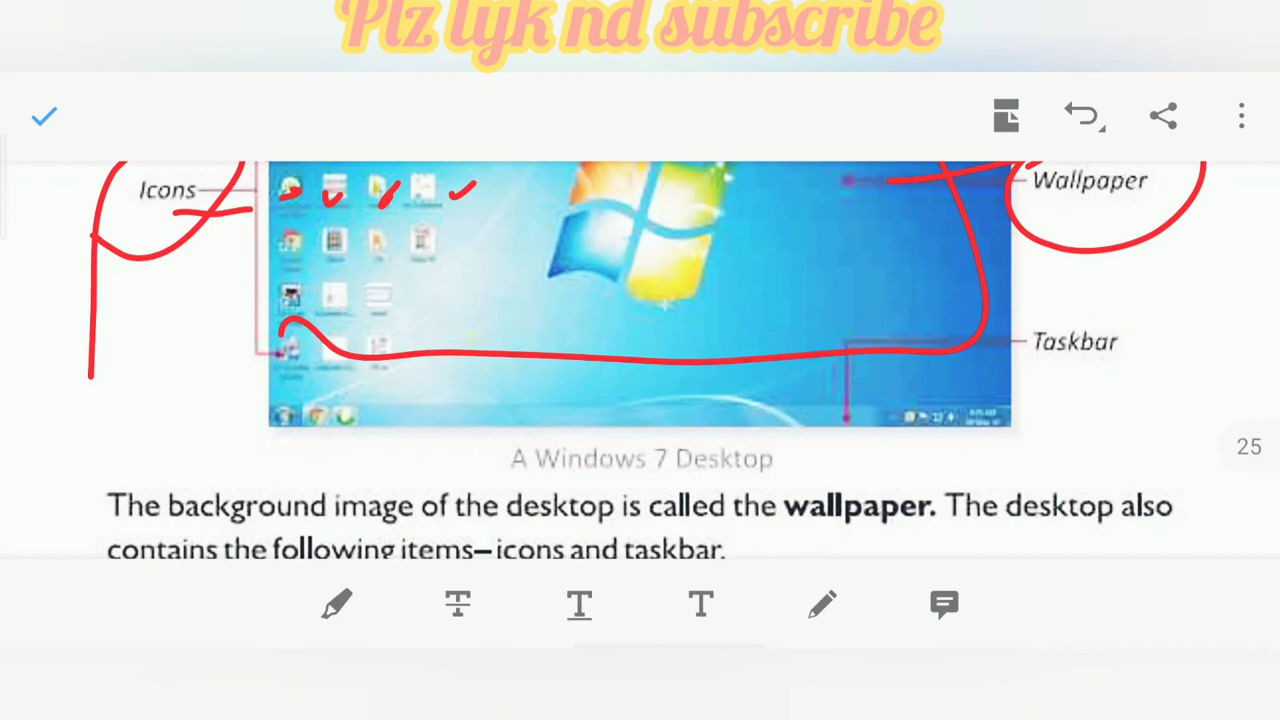 Plz lyk nd subscribe
Icons
Wallpaper
Taskbar
25
A Windows 7 Desktop
The background image of the desktop is called the wallpaper. The desktop also
contains the following items–icons and taskbar.